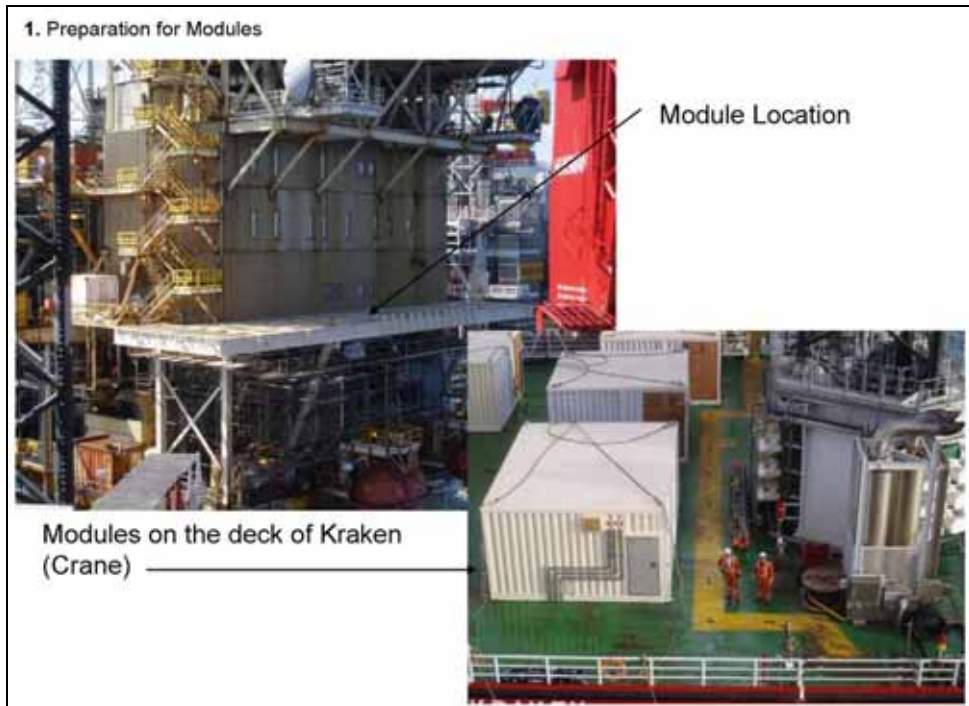 1. Preparation for Modules
Module Location
Modules on the deck of Kraken
(Crane)